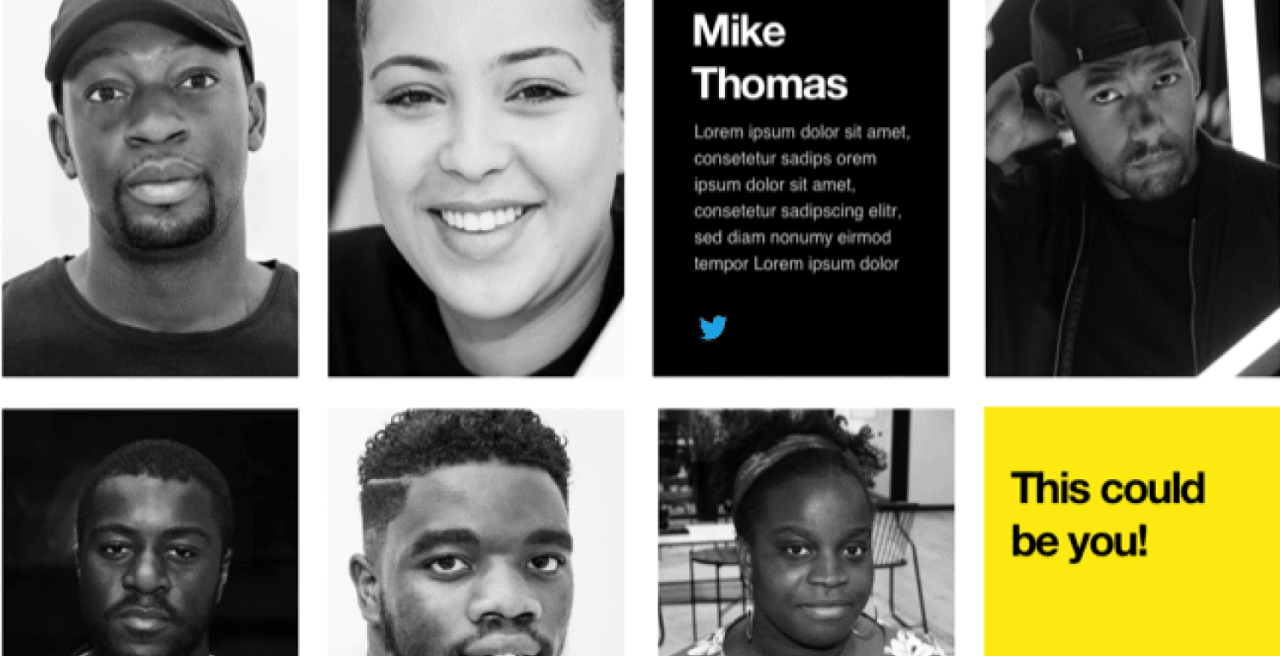 Mike
Thomas
Lorem ipsum dolor sit amet,
consetetur sadips orem
ipsum dolor sit amet,
consetetur sadipscing elitr,
sed diam nonumy eirmod
tempor Lorem ipsum dolor
This could
be you!